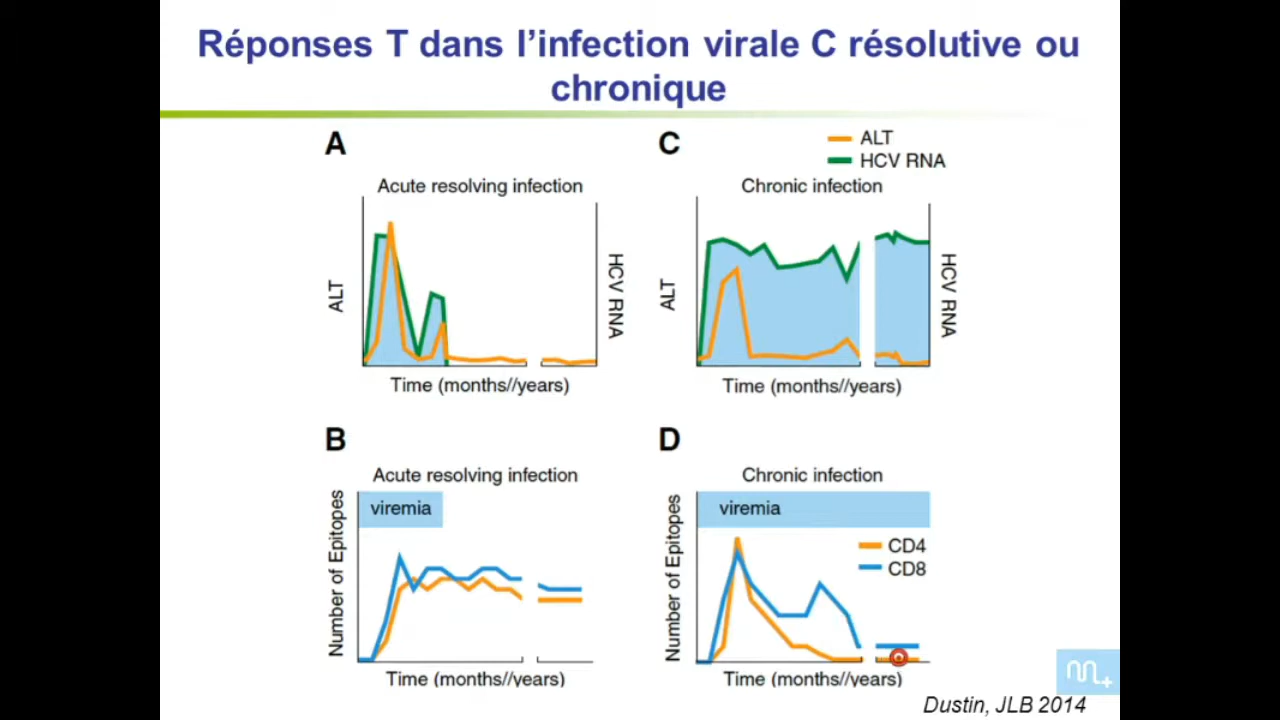 Réponses T dans l'infection virale C résolutive ou
chronique
A
C
ALT
HCV RNA
Acute resolving infection
Chronic infection
ALT
HCV RNA
ALT
HCV RNA
Time (months//years)
Time (months//years)
B
D
Acute resolving infection
Chronic infection
Number of Epitopes
viremia
Number of Epitopes
viremia
CD4
CD8
Time (months//years)
Time (months//years)
m+
Dustin, JLB 2014